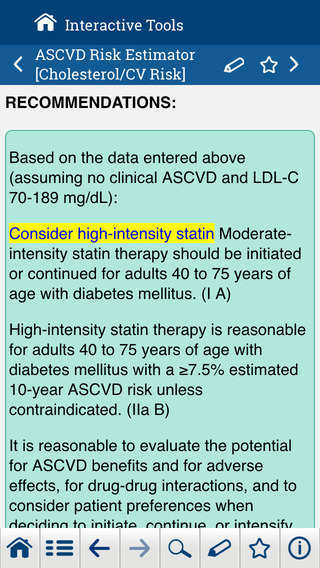 Interactive Tools
ASCVD Risk Estimator
[Cholesterol/CV Risk]
RECOMMENDATIONS:
Based on the data entered above
(assuming no clinical ASCVD and LDL-C
70-189 mg/dL):
Consider high-intensity statin Moderate-
intensity statin therapy should be initiated
or continued for adults 40 to 75 years of
age with diabetes mellitus. (I A)
High-intensity statin therapy is reasonable
for adults 40 to 75 years of age with
diabetes mellitus with a ≥7.5% estimated
10-year ASCVD risk unless
contraindicated. (IIa B)
It is reasonable to evaluate the potential
for ASCVD benefits and for adverse
effects, for drug-drug interactions, and to
consider patient preferences when
deciding to initiate, continue, or intensify